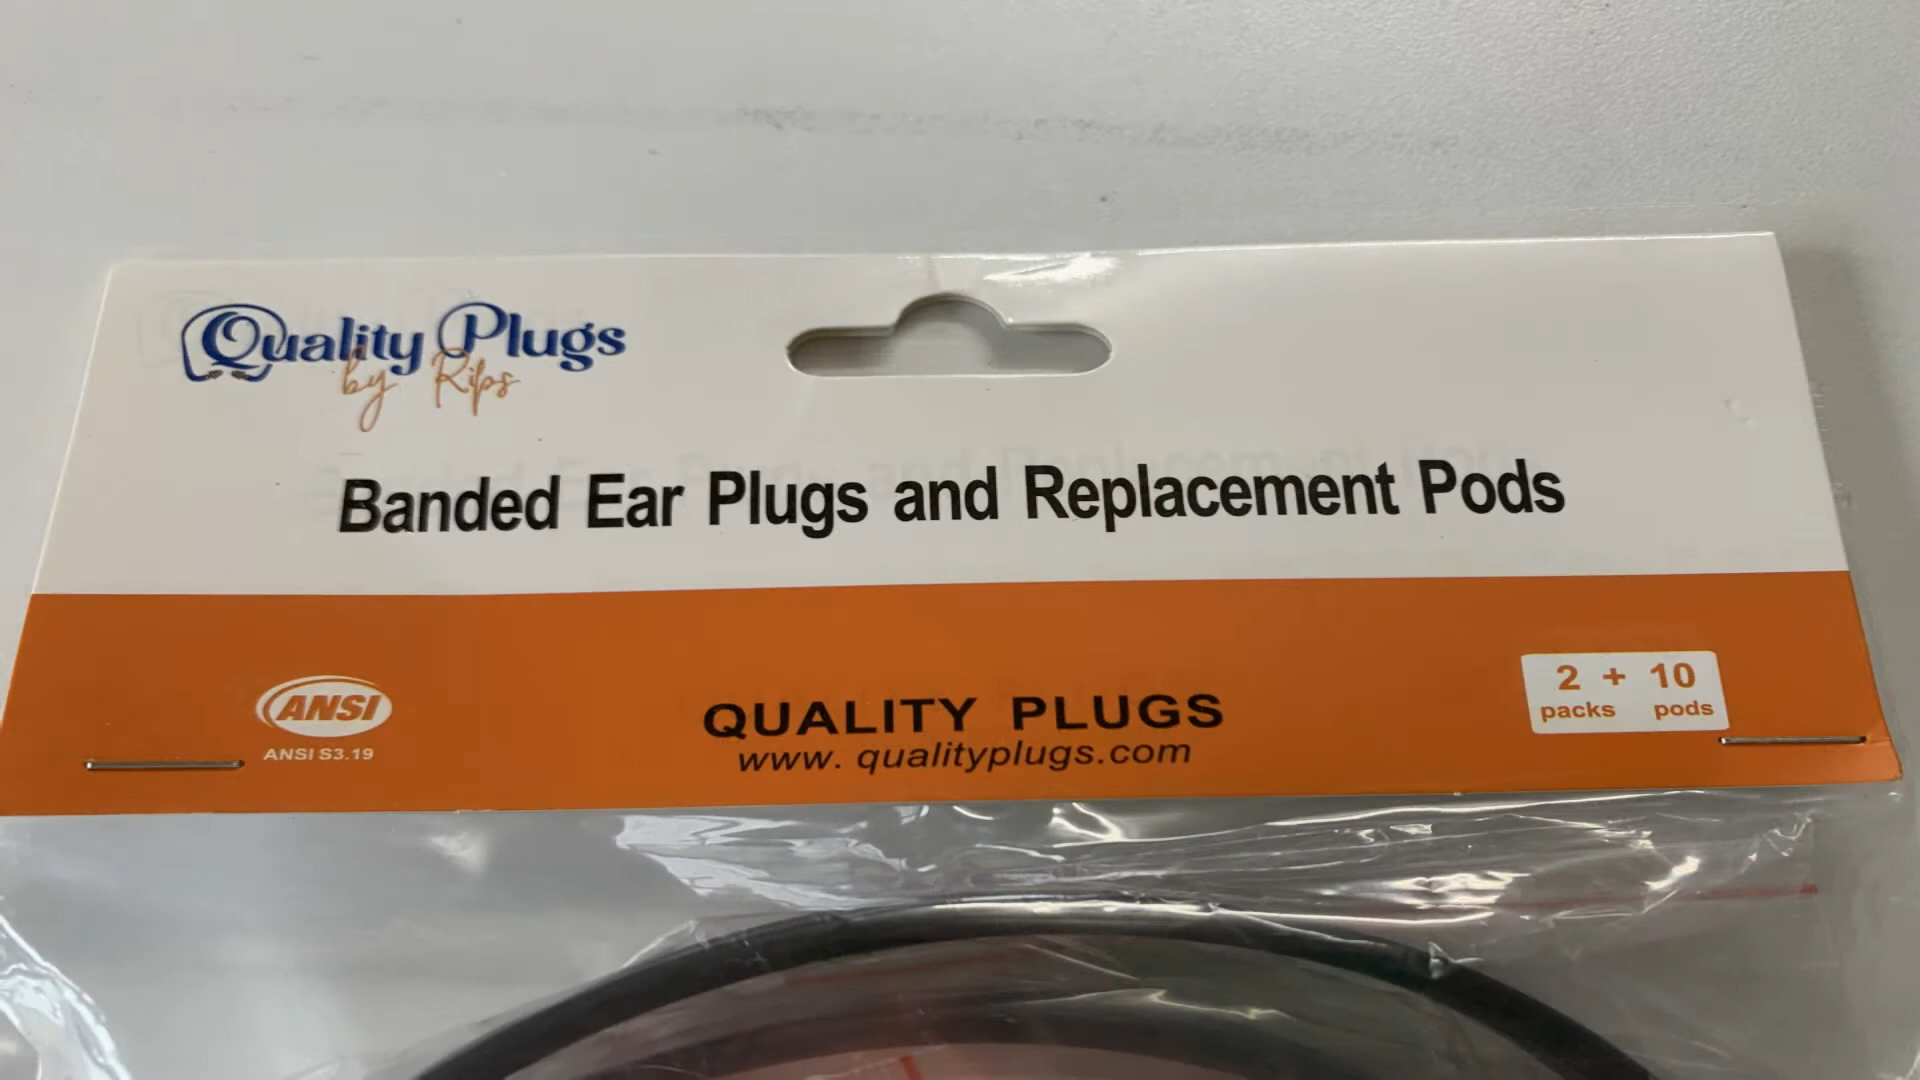 Quality Plugs
by Rips
Banded Ear Plugs and Replacement Pods
ANSI
ANSI S3.19
QUALITY PLUGS
www. qualityplugs.com
2 + 10
packs pods